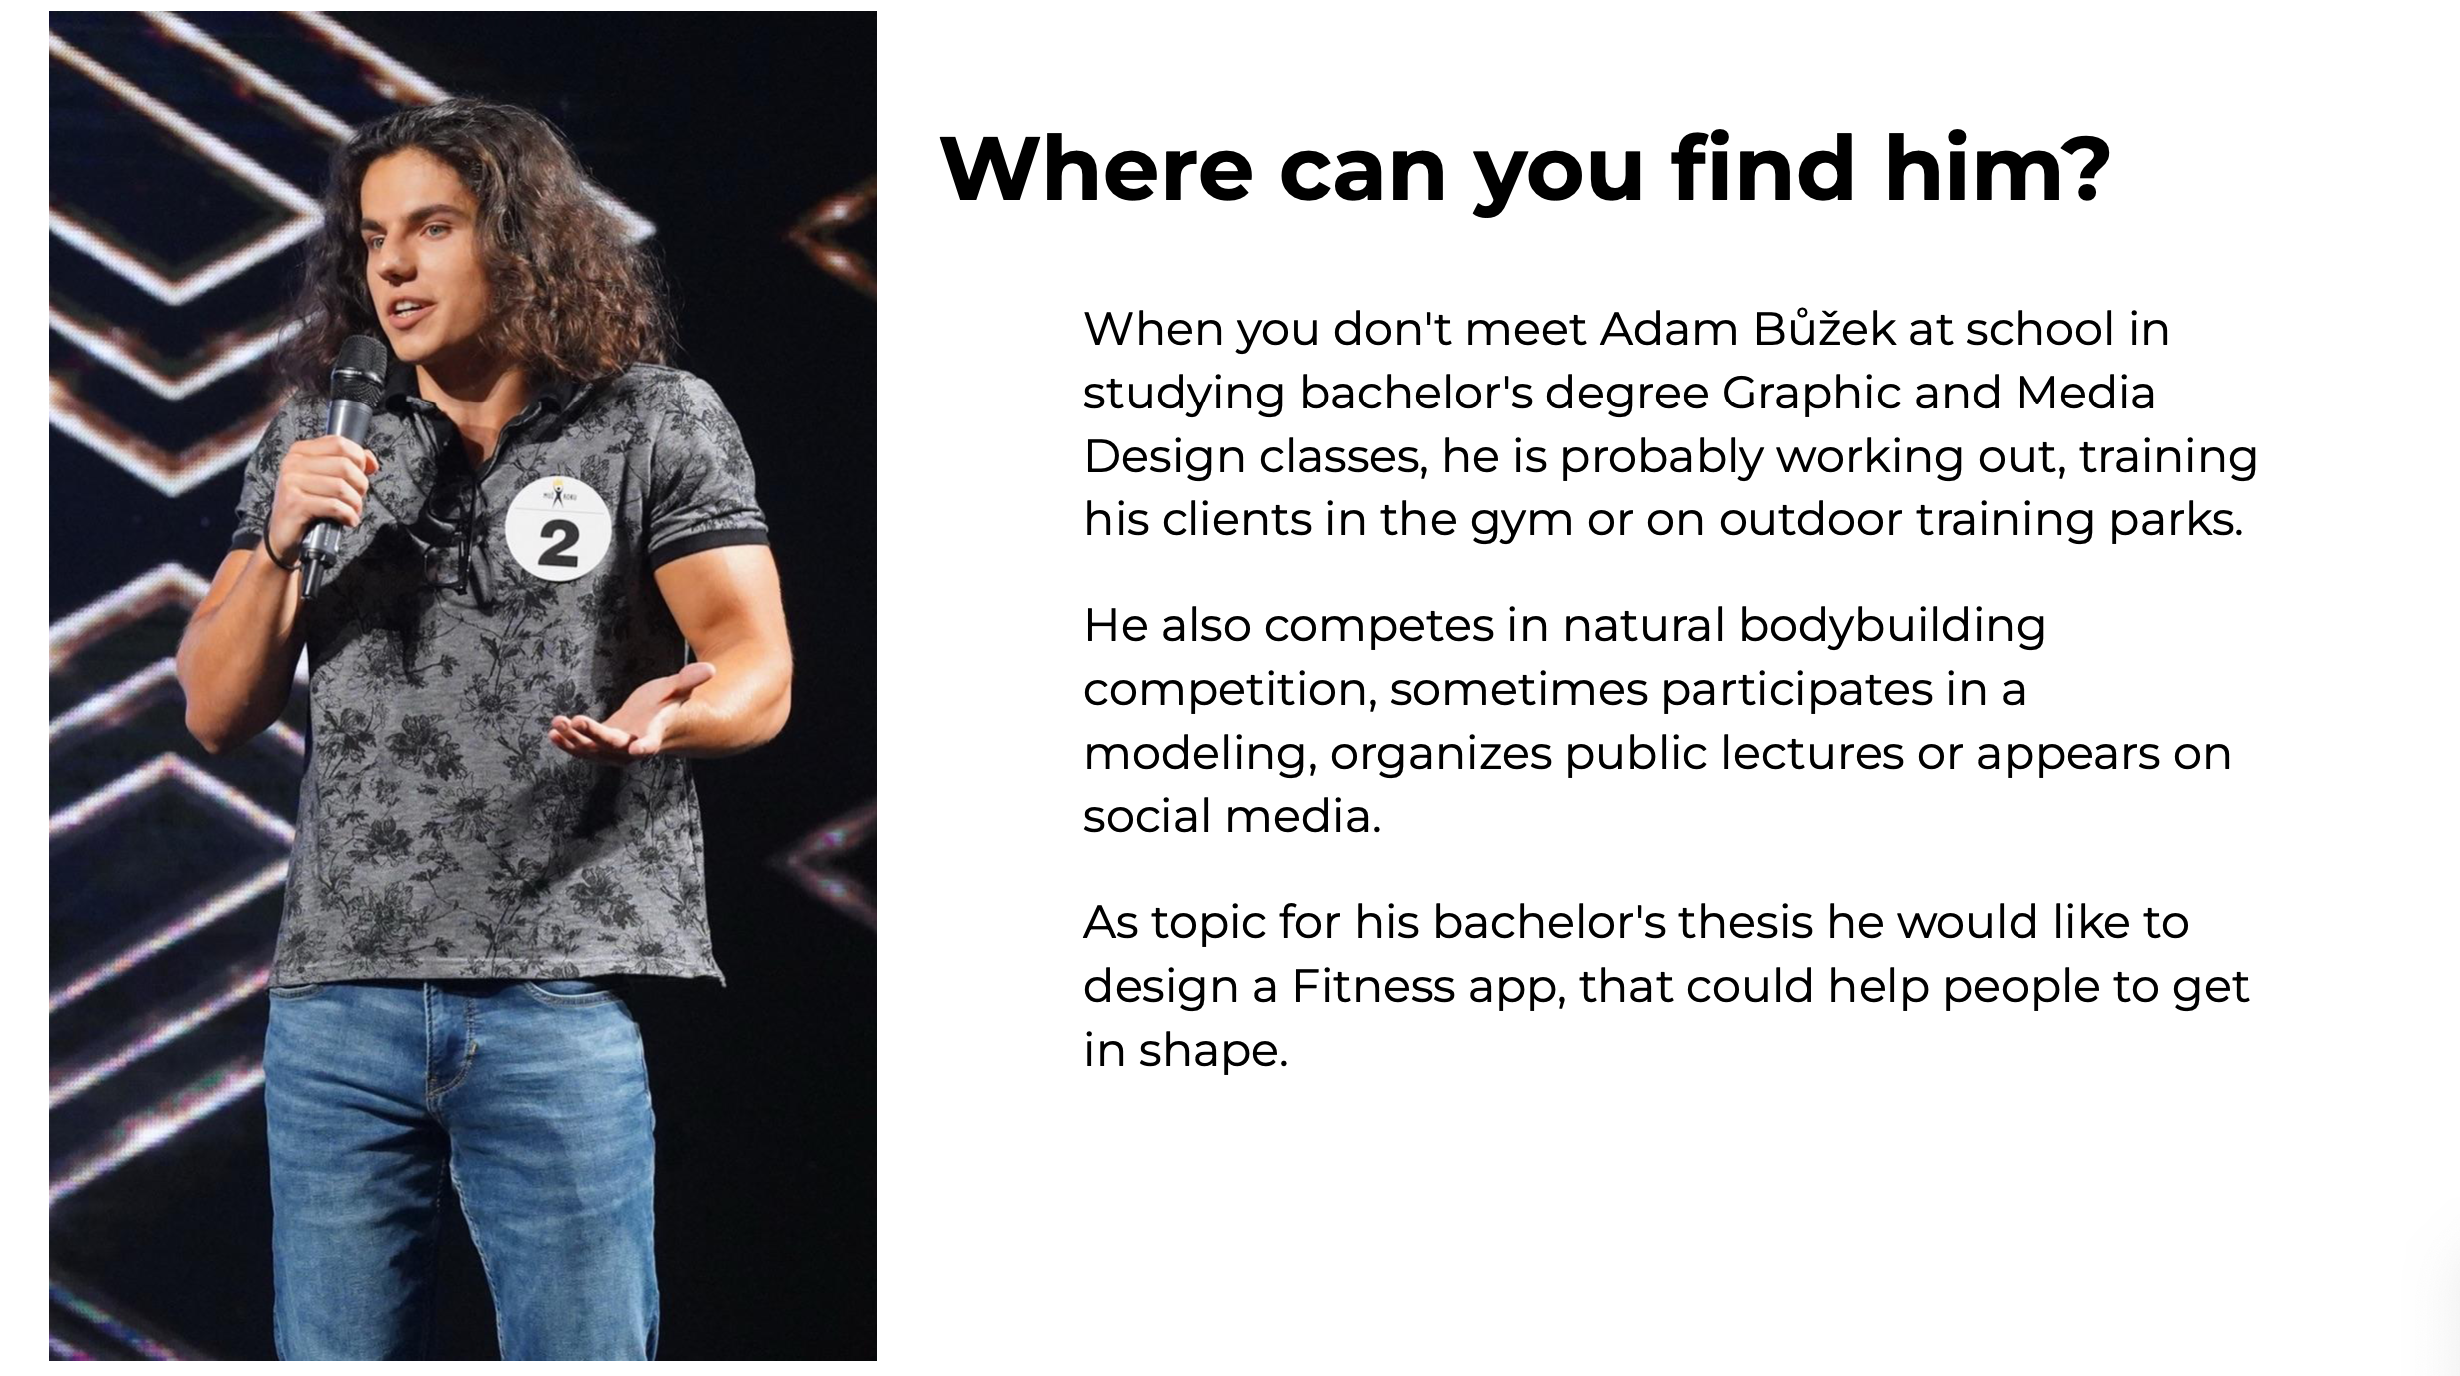 MUŽ ROKU
2
Where can you find him?
When you don't meet Adam Bůžek at school in
studying bachelor's degree Graphic and Media
Design classes, he is probably working out, training
his clients in the gym or on outdoor training parks.
He also competes in natural bodybuilding
competition, sometimes participates in a
modeling, organizes public lectures or appears on
social media.
As topic for his bachelor's thesis he would like to
design a Fitness app, that could help people to get
in shape.